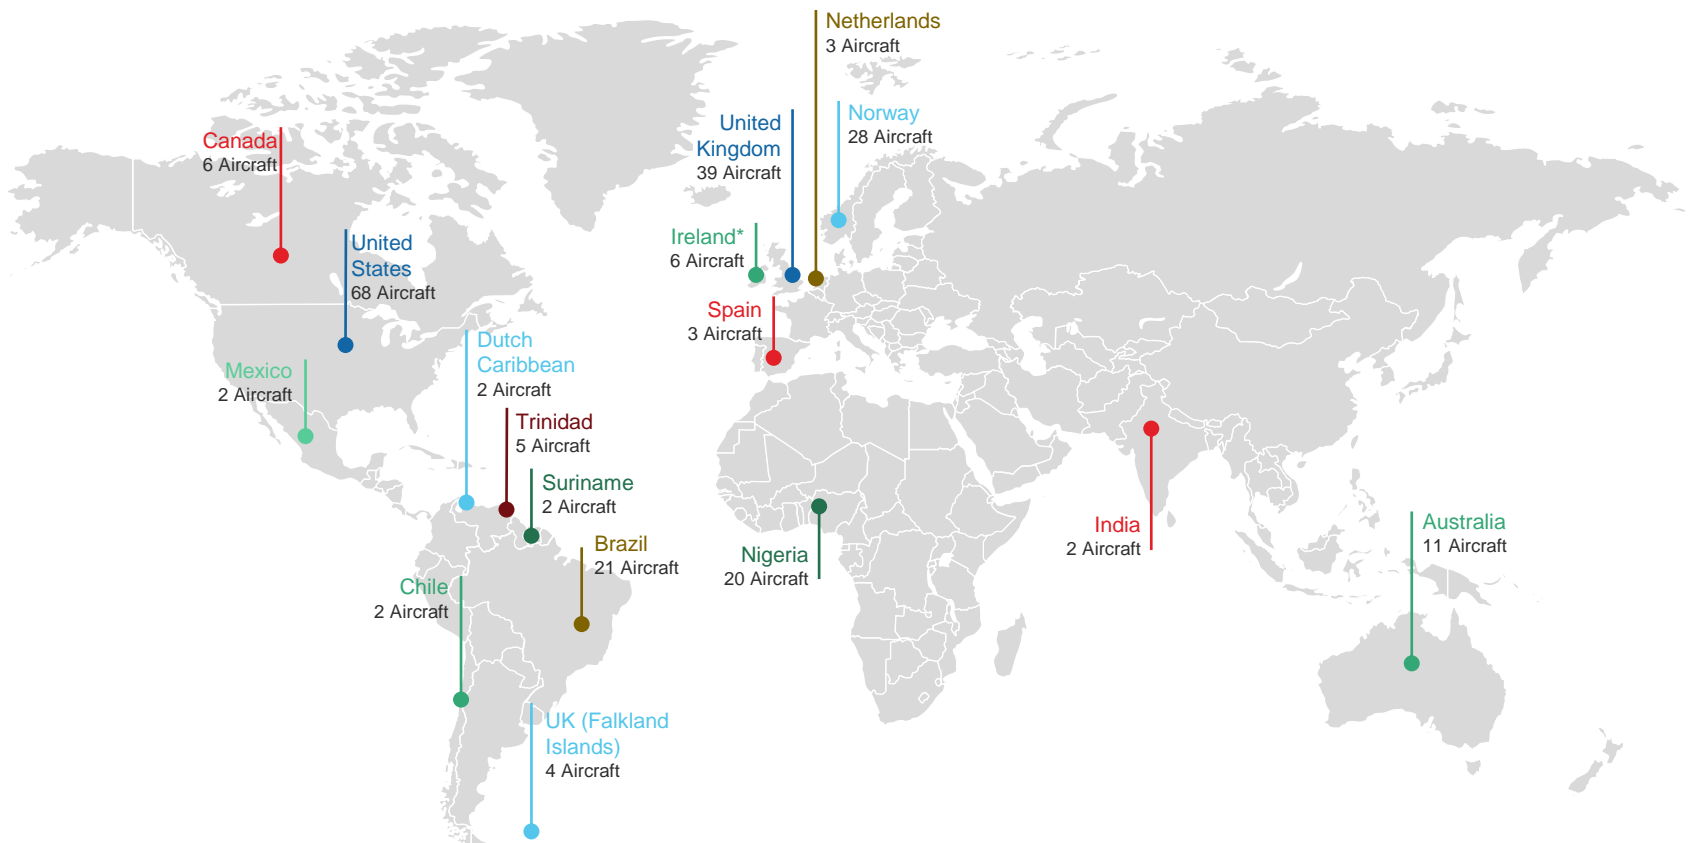 Netherlands
3 Aircraft
Norway
28 Aircraft
United
Kingdom
39 Aircraft
Canada
6 Aircraft
United
States
68 Aircraft
Ireland*
6 Aircraft
Spain
3 Aircraft
Dutch
Caribbean
2 Aircraft
Mexico
2 Aircraft
Trinidad
5 Aircraft
Suriname
2 Aircraft
Brazil
21 Aircraft
Nigeria
20 Aircraft
India
2 Aircraft
Australia
11 Aircraft
Chile
2 Aircraft
UK (Falkland
Islands)
4 Aircraft